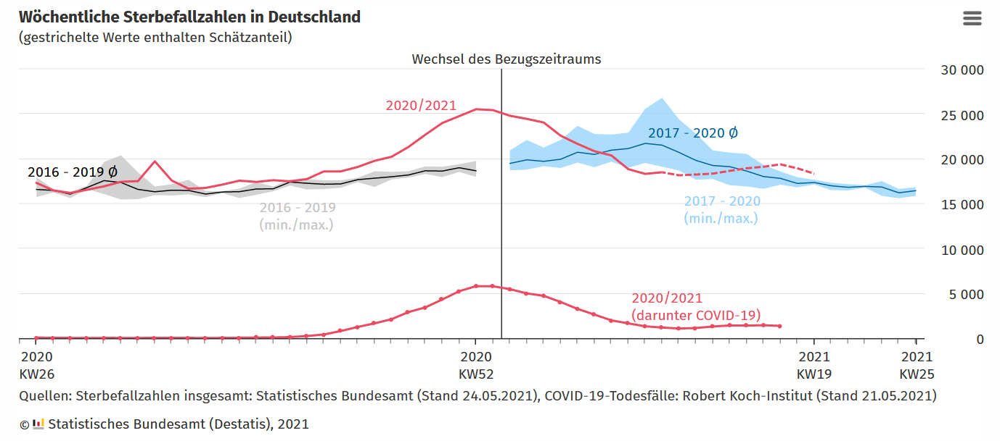 Wöchentliche Sterbefallzahlen in Deutschland
(gestrichelte Werte enthalten Schätzanteil)
Wechsel des Bezugszeitraums
30 000
2020/2021
25 000
2017 - 2020 Ø
20 000
2016 - 2019 Ø
2016 - 2019
(min./max.)
2017 - 2020
(min./max.)
15 000
10 000
2020/2021
(darunter COVID-19)
5 000
0
2020
KW26
2020
KW52
2021
KW19
2021
KW25
Quellen: Sterbefallzahlen insgesamt: Statistisches Bundesamt (Stand 24.05.2021), COVID-19-Todesfälle: Robert Koch-Institut (Stand 21.05.2021)
© Statistisches Bundesamt (Destatis), 2021